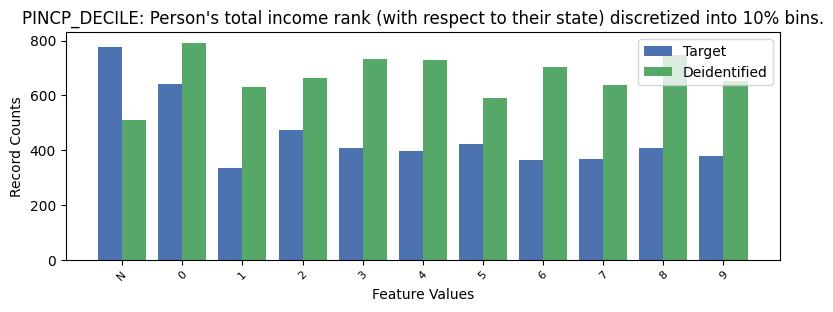 PINCP_DECILE: Person's total income rank (with respect to their state) discretized into 10% bins.
Target
Deidentified
Record Counts
800
600
400
200
0
N 0 1 2 3 4 5 6 7 8 9
Feature Values